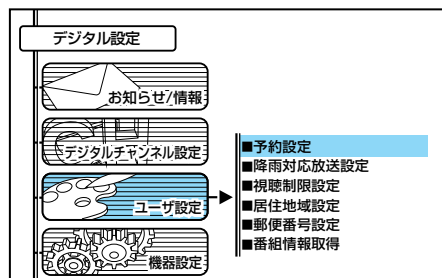 デジタル設定
お知らせ/情報
デジタルチャンネル設定
ユーザ設定
機器設定
■予約設定
■降雨対応放送設定
■視聴制限設定
■居住地域設定
■郵便番号設定
■番組情報取得